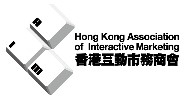 A
I
M
Hong Kong Association
of Interactive Marketing
香港互動市務商會